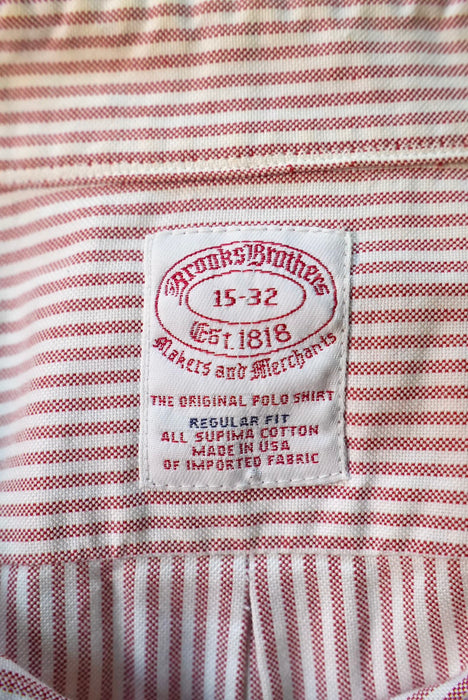 Brooks Brothers
15-32
Est. 1818
Makers and Merchants
THE ORIGINAL POLO SHIRT
REGULAR FIT
ALL SUPIMA COTTON
MADE IN USA
OF IMPORTED FABRIC